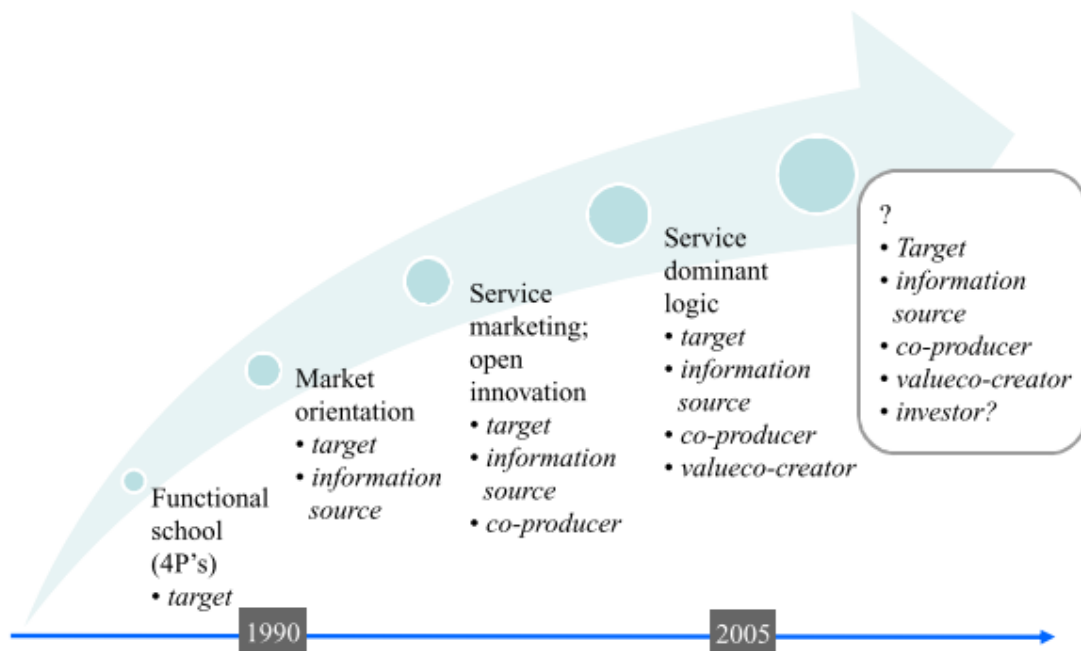 Functional
school
(4P's)
• target
Market
orientation
• target
• information
source
Service
marketing;
open
innovation
• target
• information
source
• co-producer
Service
dominant
logic
• target
• information
source
• co-producer
• valueco-creator
?
• Target
• information
source
• co-producer
• valueco-creator
• investor?
1990
2005